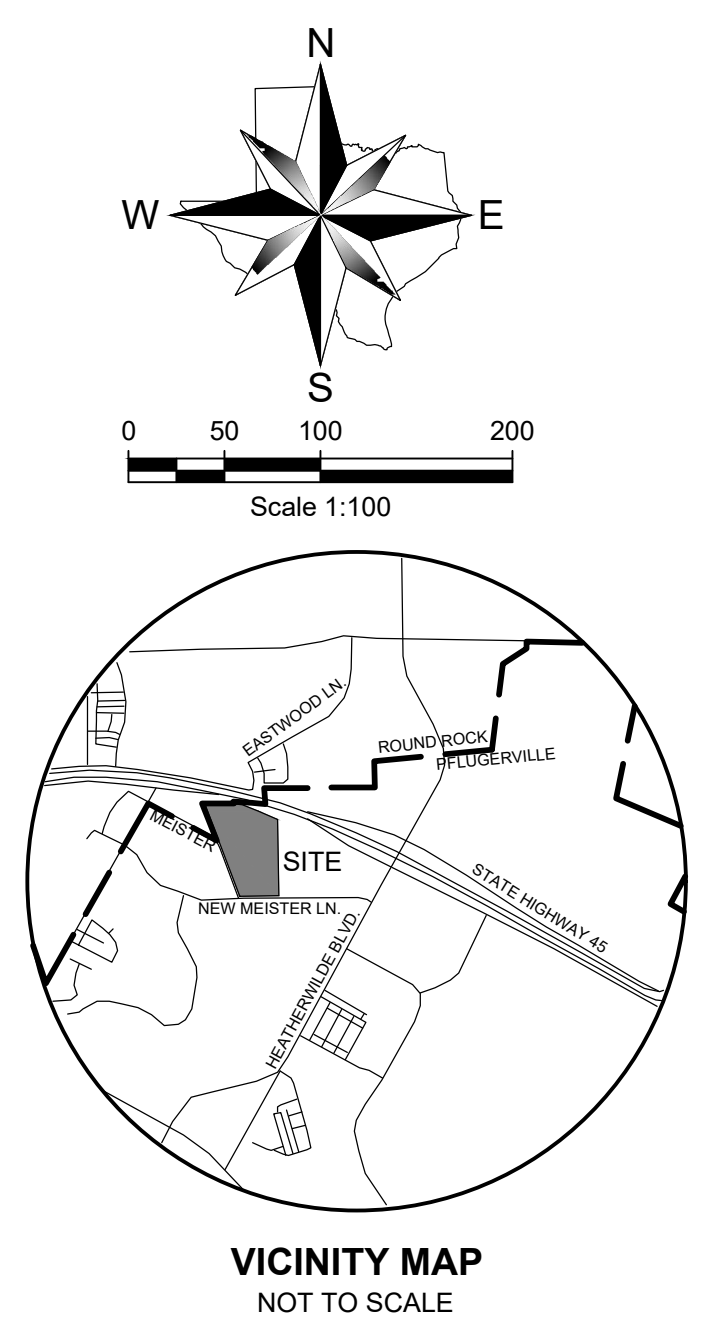 N
W
E
S
0 50 100 200
Scale 1:100
EASTWOOD LN.
ROUND ROCK
PFLUGERVILLE
MEISTER
SITE
STATE HIGHWAY 45
NEW MEISTER LN.
HEATHERWILDE BLVD.
VICINITY MAP
NOT TO SCALE